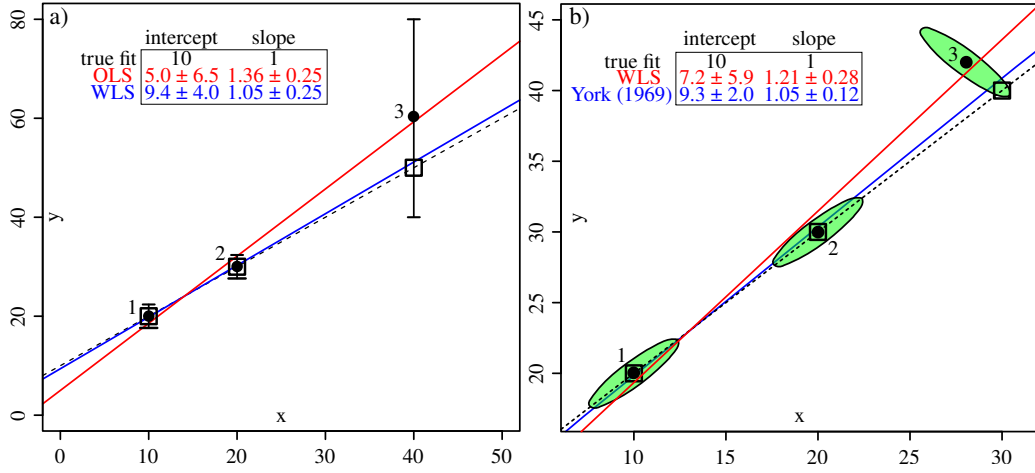 a)
intercept slope
true fit 10 1
OLS 5.0 ± 6.5 1.36 ± 0.25
WLS 9.4 ± 4.0 1.05 ± 0.25
1
2
3
y
0 20 40 60 80
x
0 10 20 30 40 50
b)
intercept slope
true fit 10 1
WLS 7.2 ± 5.9 1.21 ± 0.28
York (1969) 9.3 ± 2.0 1.05 ± 0.12
1
2
3
y
20 25 30 35 40 45
x
10 15 20 25 30